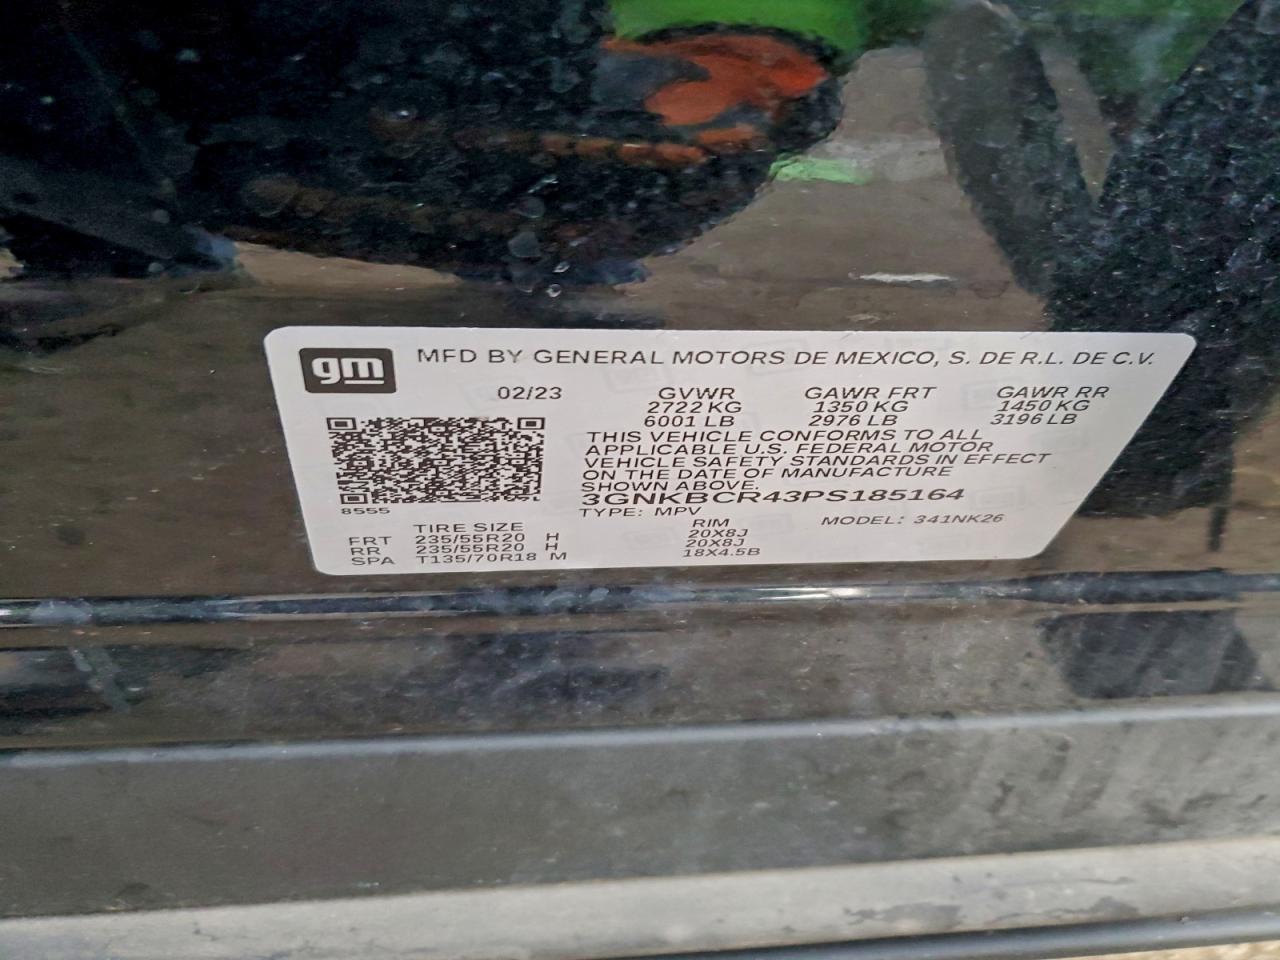 gm MFD BY GENERAL MOTORS DE MEXICO, S. DE R.L. DE C.V.
02/23 GVWR GAWR FRT GAWR RR
2722 KG 1350 KG 1450 KG
6001 LB 2976 LB 3196 LB
THIS VEHICLE CONFORMS TO ALL
APPLICABLE U.S. FEDERAL MOTOR
VEHICLE SAFETY STANDARDS IN EFFECT
ON THE DATE OF MANUFACTURE
SHOWN ABOVE.
3GNKBCR43PS185164
8555 TYPE: MPV MODEL: 341NK26
TIRE SIZE RIM
FRT 235/55R20 H 20X8J
RR 235/55R20 H 20X8J
SPA T135/70R18 M 18X4.5B